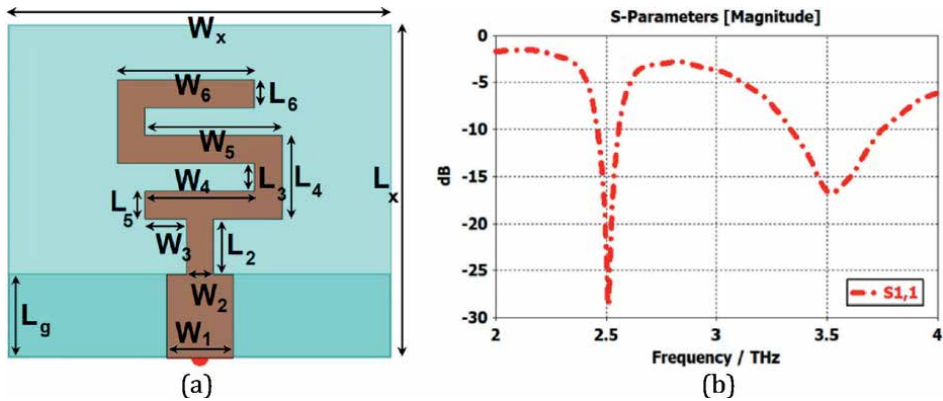 Wx
W6
L6
W5
W4
L3
L4
Lx
L5
W3
L2
W2
Lg
W1
(a)
S-Parameters [Magnitude]
0
-5
-10
-15
-20
-25
-30
dB
S1,1
2
2.5
3
3.5
4
Frequency / THz
(b)